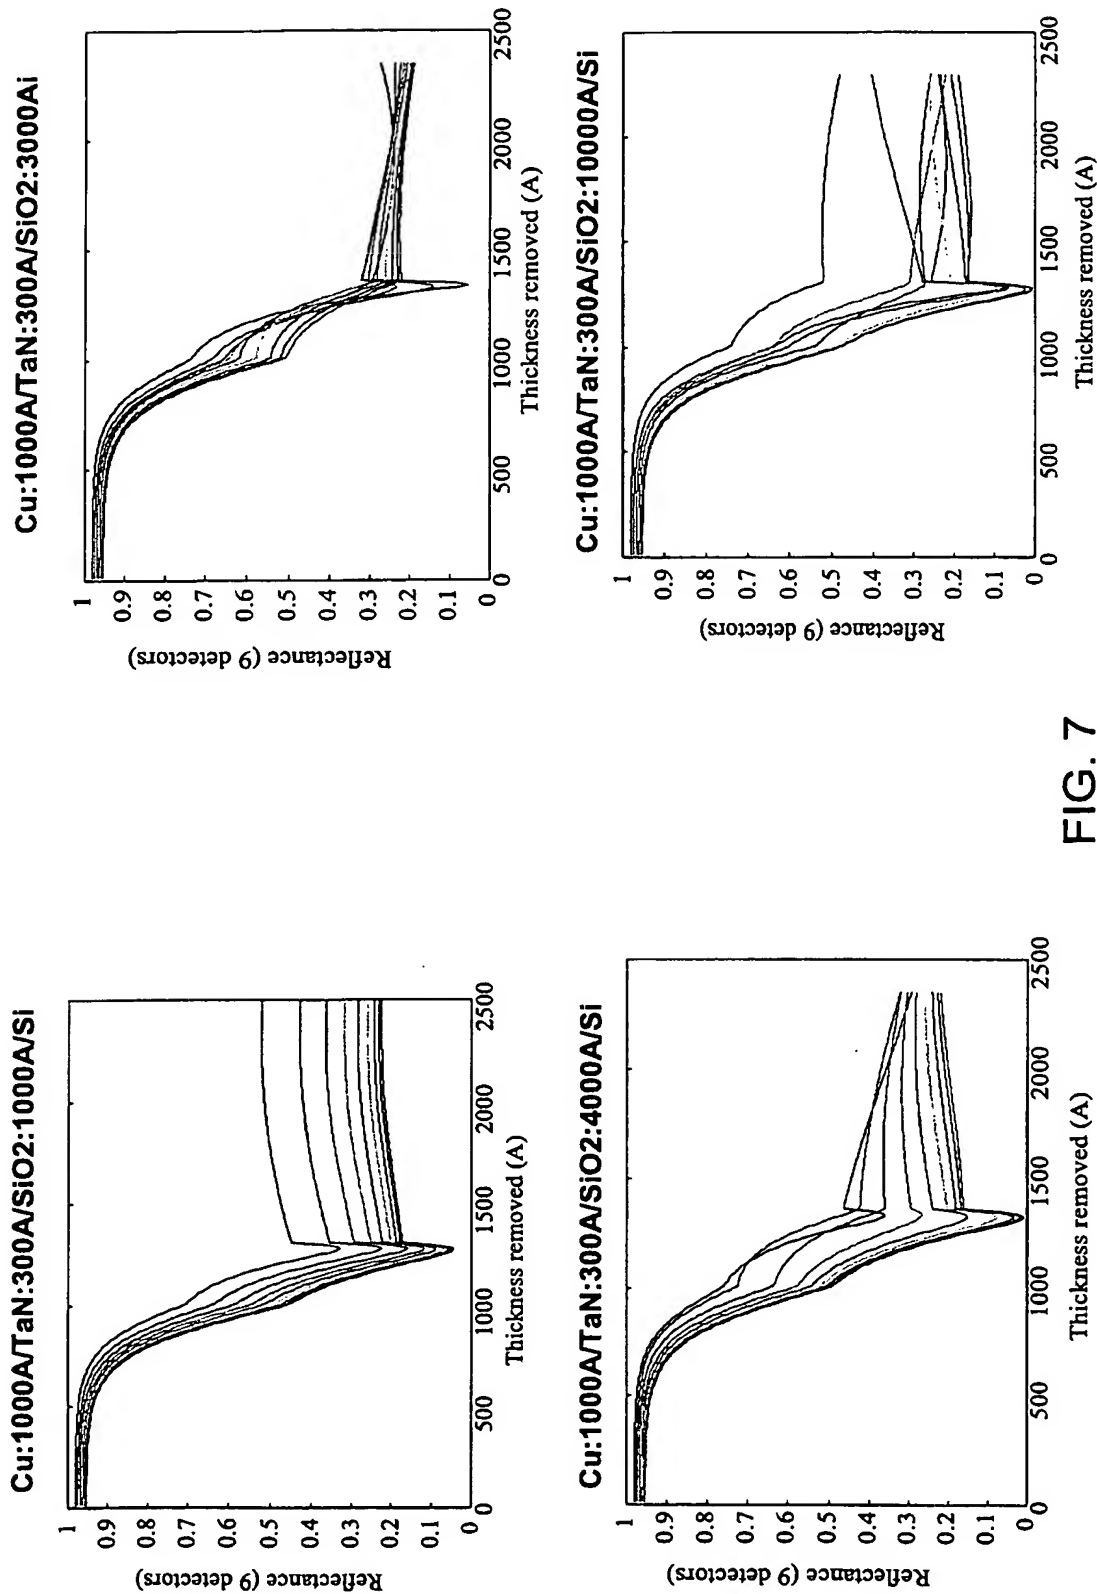 Cu:1000A/TaN:300A/SiO2:1000A/Si
Reflectance (9 detectors)
1
0.9
0.8
0.7
0.6
0.5
0.4
0.3
0.2
0.1
0
0 500 1000 1500 2000 2500
Thickness removed (A)
Cu:1000A/TaN:300A/SiO2:3000Ai
Reflectance (9 detectors)
1
0.9
0.8
0.7
0.6
0.5
0.4
0.3
0.2
0.1
0
0 500 1000 1500 2000 2500
Thickness removed (A)
Cu:1000A/TaN:300A/SiO2:4000A/Si
Reflectance (9 detectors)
1
0.9
0.8
0.7
0.6
0.5
0.4
0.3
0.2
0.1
0
0 500 1000 1500 2000 2500
Thickness removed (A)
Cu:1000A/TaN:300A/SiO2:10000A/Si
Reflectance (9 detectors)
1
0.9
0.8
0.7
0.6
0.5
0.4
0.3
0.2
0.1
0
0 500 1000 1500 2000 2500
Thickness removed (A)
FIG. 7